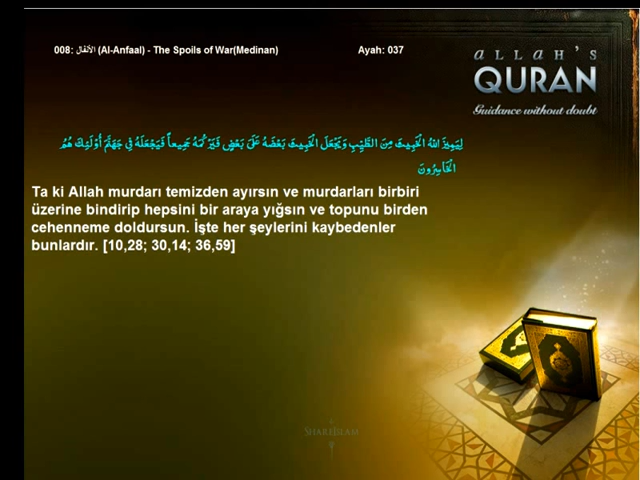 008: الأنفال (Al-Anfaal) - The Spoils of War(Medinan) Ayah: 037
ALLAH'S
QURAN
Guidance without doubt
لِيَمِيزَ اللَّهُ الْخَبِيثَ مِنَ الطَّيِّبِ وَيَجْعَلَ الْخَبِيثَ بَعْضَهُ عَلَىٰ بَعْضٍ فَيَرْكُمَهُ جَمِيعاً فَيَجْعَلَهُ فِي جَهَنَّمَ أُوْلَئِكَ هُمُ
الْخَاسِرُونَ
Ta ki Allah murdarı temizden ayırsın ve murdarları birbiri
üzerine bindirip hepsini bir araya yığsın ve topunu birden
cehenneme doldursun. İşte her şeylerini kaybedenler
bunlardır. [10,28; 30,14; 36,59]
SHAREISLAM